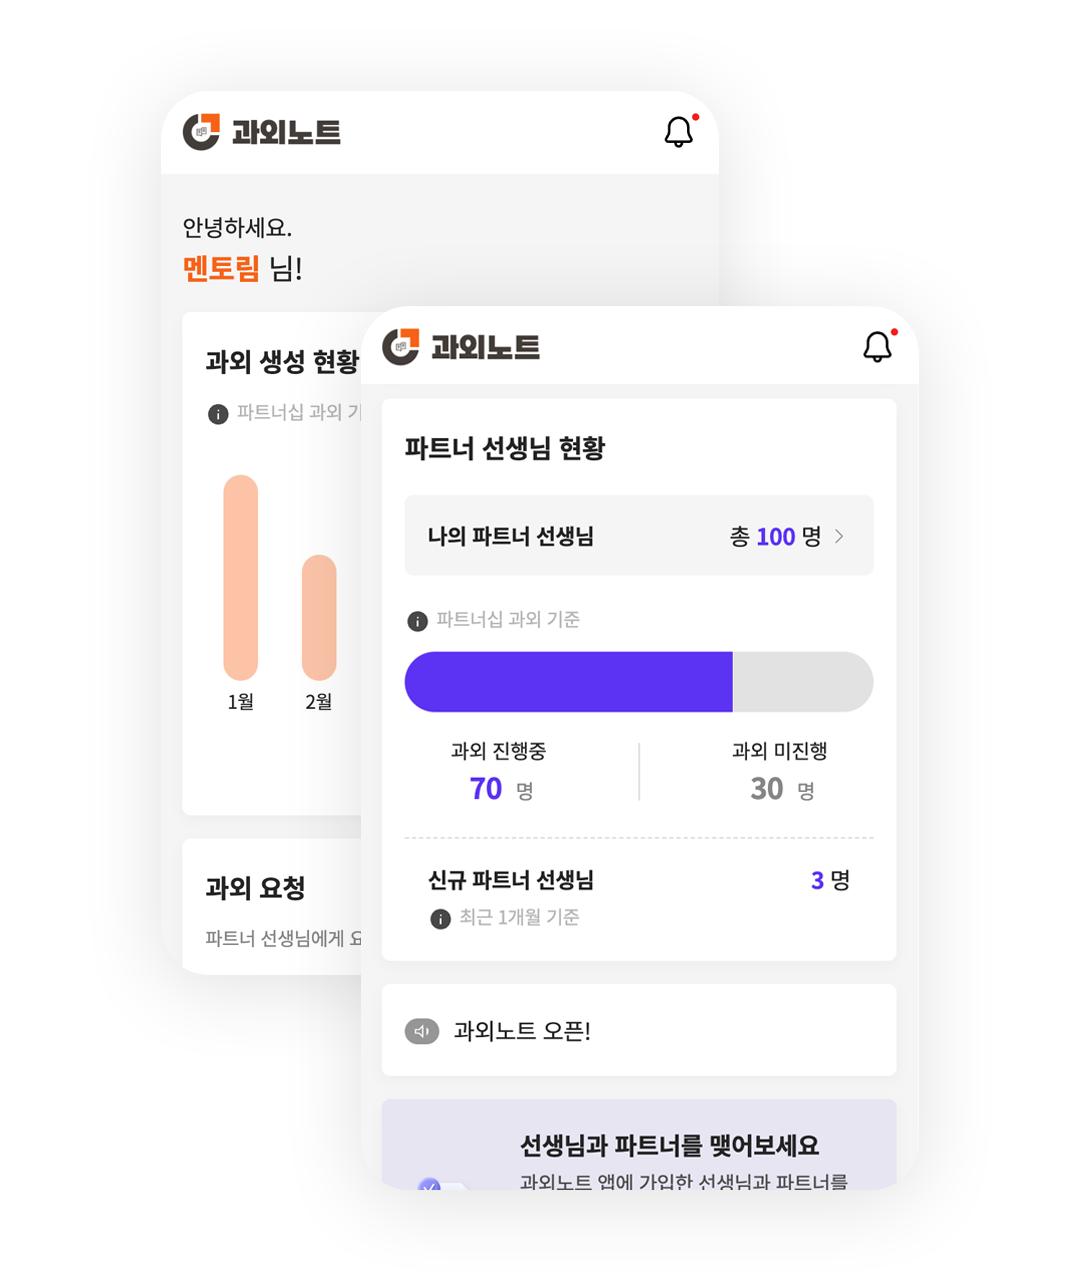 과외노트
안녕하세요.
멘토림 님!
과외 생성 현황
파트너십 과외
1월 2월
과외 요청
파트너 선생님에게
과외노트
파트너 선생님 현황
나의 파트너 선생님 총 100 명
파트너십 과외 기준
과외 진행중 과외 미진행
70 명 30 명
신규 파트너 선생님 3 명
최근 1개월 기준
과외노트 오픈!
선생님과 파트너를 맺어보세요
과외노트 앱에 가입한 선생님과 파트너를